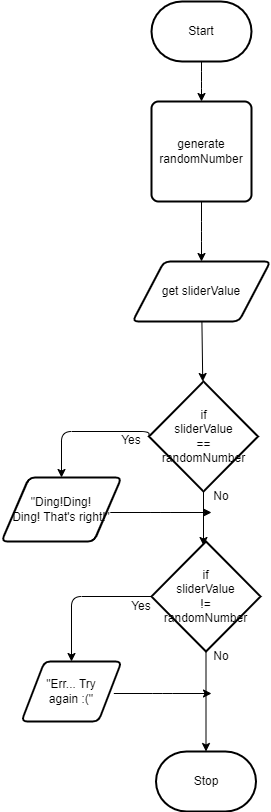 Start
generate
randomNumber
get sliderValue
if
sliderValue
==
randomNumber
Yes
No
"Ding!Ding!
Ding! That's right!"
if
sliderValue
!=
randomNumber
Yes
No
"Err... Try
again :("
Stop